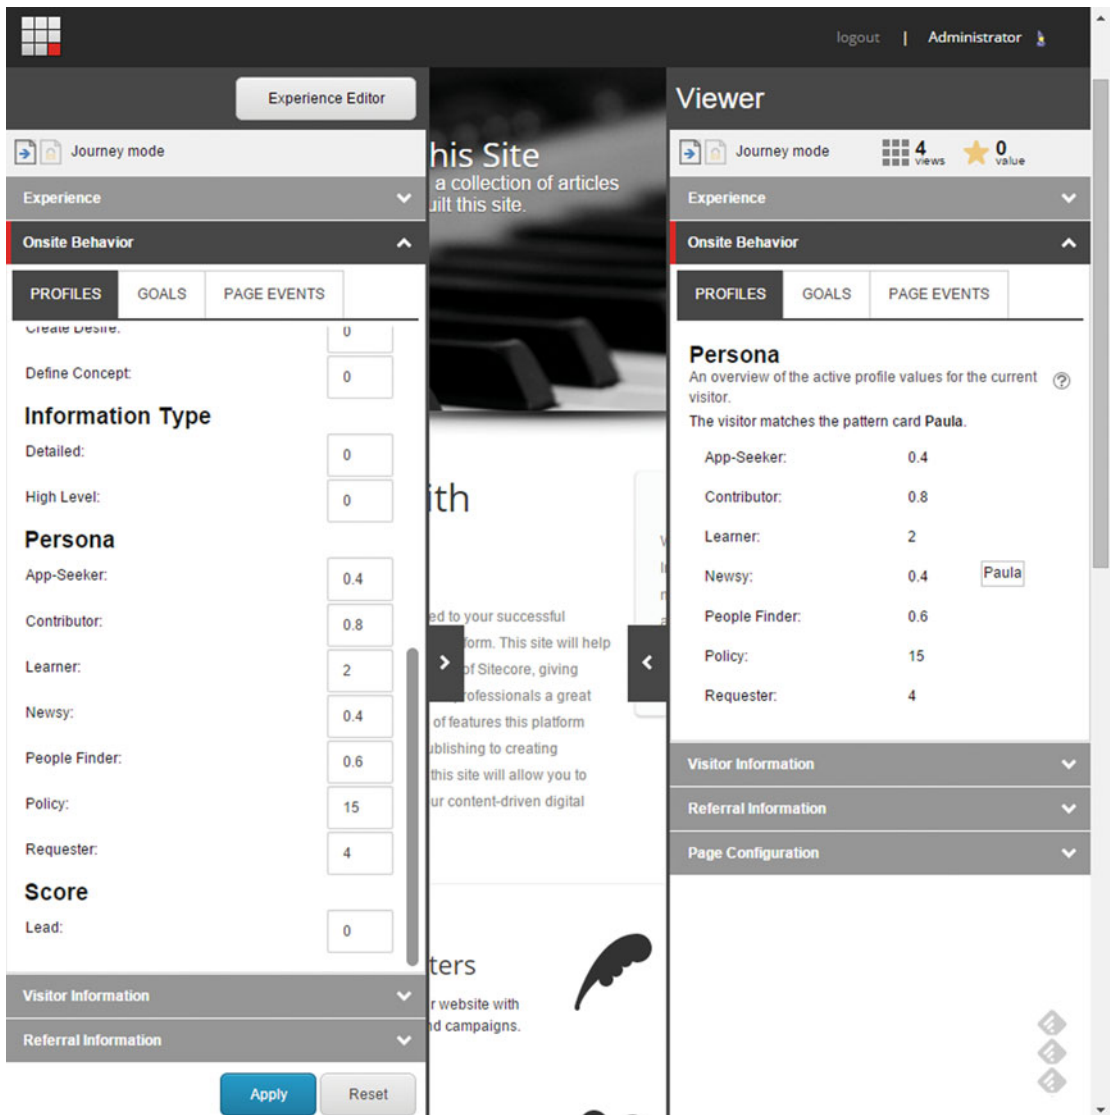 logout | Administrator
Experience Editor
Journey mode
Experience
Onsite Behavior
PROFILES GOALS PAGE EVENTS
Create Desire: 0
Define Concept: 0
Information Type
Detailed: 0
High Level: 0
Persona
App-Seeker: 0.4
Contributor: 0.8
Learner: 2
Newsy: 0.4
People Finder: 0.6
Policy: 15
Requester: 4
Score
Lead: 0
Visitor Information
Referral Information
Apply Reset
his Site
a collection of articles
uilt this site.
ith
ed to your successful
form. This site will help
of Sitecore, giving
rofessionals a great
of features this platform
ublishing to creating
this site will allow you to
ur content-driven digital
ters
r website with
nd campaigns.
Viewer
Journey mode 4 views 0 value
Experience
Onsite Behavior
PROFILES GOALS PAGE EVENTS
Persona
An overview of the active profile values for the current
visitor.
The visitor matches the pattern card Paula.
App-Seeker: 0.4
Contributor: 0.8
Learner: 2
Newsy: 0.4
Paula
People Finder: 0.6
Policy: 15
Requester: 4
Visitor Information
Referral Information
Page Configuration